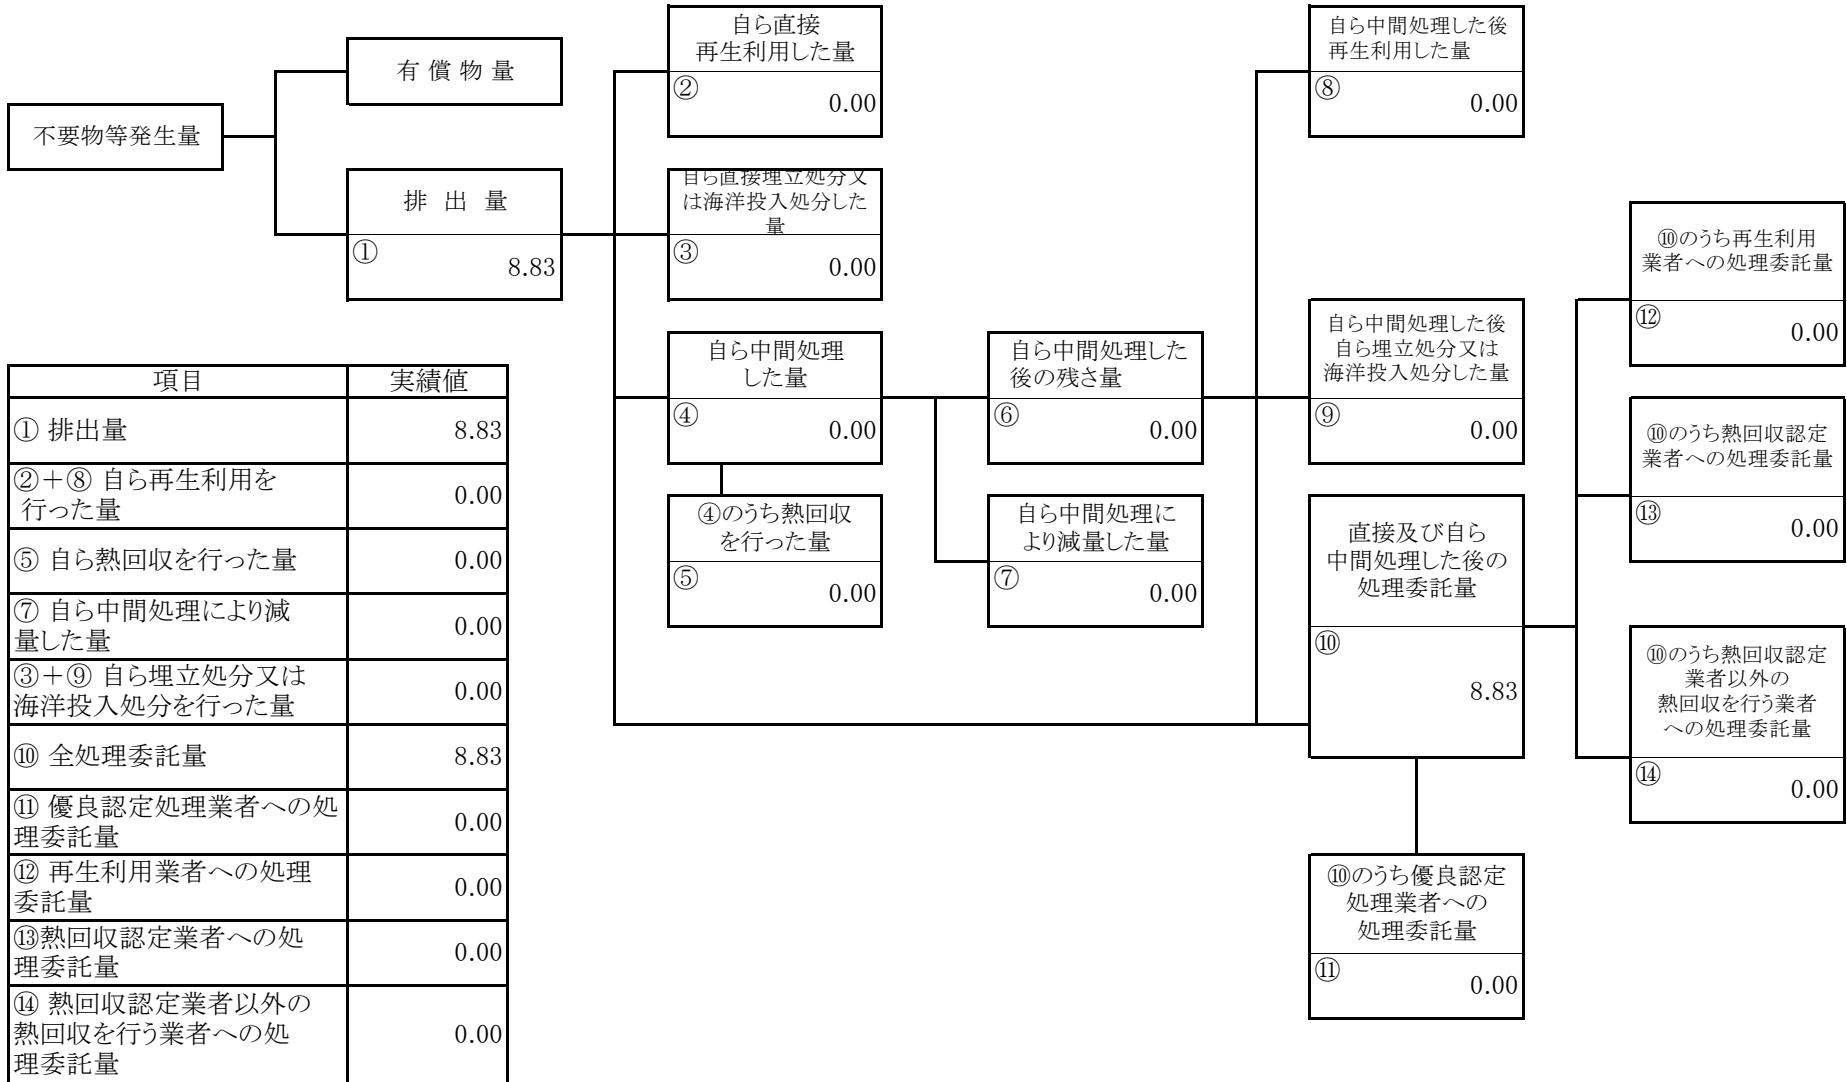 不要物等発生量
有 償 物 量
排 出 量
①
8.83
自ら直接
再生利用した量
②
0.00
自ら直接埋立処分又
は海洋投入処分した
量
③
0.00
自ら中間処理
した量
④
0.00
④のうち熱回収
を行った量
⑤
0.00
自ら中間処理した
後の残さ量
⑥
0.00
自ら中間処理に
より減量した量
⑦
0.00
自ら中間処理した後
再生利用した量
⑧
0.00
自ら中間処理した後
自ら埋立処分又は
海洋投入処分した量
⑨
0.00
直接及び自ら
中間処理した後の
処理委託量
⑩
8.83
⑩のうち優良認定
処理業者への
処理委託量
⑪
0.00
⑩のうち再生利用
業者への処理委託量
⑫
0.00
⑩のうち熱回収認定
業者への処理委託量
⑬
0.00
⑩のうち熱回収認定
業者以外の
熱回収を行う業者
への処理委託量
⑭
0.00
項目 実績値
① 排出量 8.83
②＋⑧ 自ら再生利用を
行った量 0.00
⑤ 自ら熱回収を行った量 0.00
⑦ 自ら中間処理により減
量した量 0.00
③＋⑨ 自ら埋立処分又は
海洋投入処分を行った量 0.00
⑩ 全処理委託量 8.83
⑪ 優良認定処理業者への処
理委託量 0.00
⑫ 再生利用業者への処理
委託量 0.00
⑬熱回収認定業者への処
理委託量 0.00
⑭ 熱回収認定業者以外の
熱回収を行う業者への処
理委託量 0.00